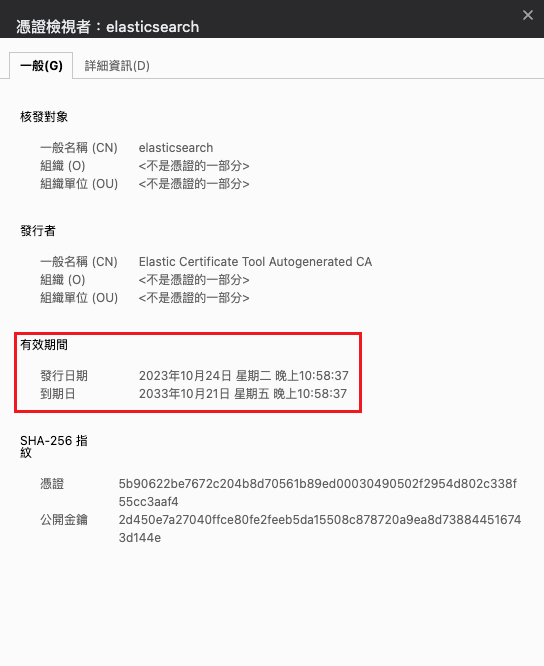 憑證檢視者：elasticsearch
一般(G) 詳細資訊(D)
核發對象
一般名稱 (CN) elasticsearch
組織 (O) <不是憑證的一部分>
組織單位 (OU) <不是憑證的一部分>
發行者
一般名稱 (CN) Elastic Certificate Tool Autogenerated CA
組織 (O) <不是憑證的一部分>
組織單位 (OU) <不是憑證的一部分>
有效期間
發行日期 2023年10月24日 星期二 晚上10:58:37
到期日 2033年10月21日 星期五 晚上10:58:37
SHA-256 指
紋
憑證 5b90622be7672c204b8d70561b89ed00030490502f2954d802c338f
55cc3aaf4
公開金鑰 2d450e7a27040ffce80fe2feeb5da15508c878720a9ea8d73884451674
3d144e